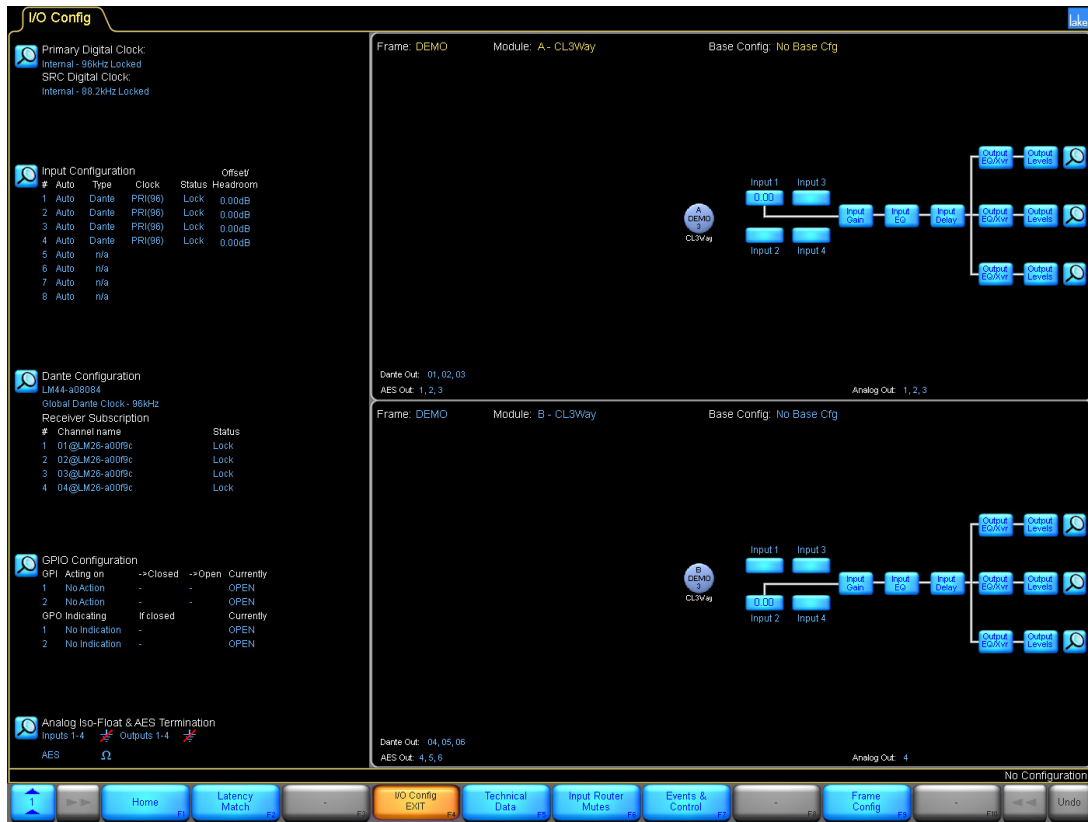 I/O Config
lake
Primary Digital Clock:
Internal - 96kHz Locked
SRC Digital Clock:
Internal - 88.2kHz Locked
Input Configuration
Offset/
# Auto Type Clock Status Headroom
1 Auto Dante PRI(96) Lock 0.00dB
2 Auto Dante PRI(96) Lock 0.00dB
3 Auto Dante PRI(96) Lock 0.00dB
4 Auto Dante PRI(96) Lock 0.00dB
5 Auto n/a
6 Auto n/a
7 Auto n/a
8 Auto n/a
Dante Configuration
LM44-a08084
Global Dante Clock - 96kHz
Receiver Subscription
# Channel name Status
1 01@LM26-a00f9c Lock
2 02@LM26-a00f9c Lock
3 03@LM26-a00f9c Lock
4 04@LM26-a00f9c Lock
GPIO Configuration
GPI Acting on ->Closed ->Open Currently
1 No Action - - OPEN
2 No Action - - OPEN
GPO Indicating If closed Currently
1 No Indication - OPEN
2 No Indication - OPEN
Analog Iso-Float & AES Termination
Inputs 1-4 Outputs 1-4
AES Ω
Frame: DEMO Module: A - CL3Way Base Config: No Base Cfg
Output EQ/Xvr Output Levels
Input 1 Input 3
0.00
A DEMO 3
CL3Way
Input Gain Input EQ Input Delay Output EQ/Xvr Output Levels
Input 2 Input 4
Output EQ/Xvr Output Levels
Dante Out: 01, 02, 03
AES Out: 1, 2, 3 Analog Out: 1, 2, 3
Frame: DEMO Module: B - CL3Way Base Config: No Base Cfg
Output EQ/Xvr Output Levels
Input 1 Input 3
B DEMO 3
CL3Way
Input Gain Input EQ Input Delay Output EQ/Xvr Output Levels
0.00
Input 2 Input 4
Output EQ/Xvr Output Levels
Dante Out: 04, 05, 06
AES Out: 4, 5, 6 Analog Out: 4
No Configuration
1
Home F1
Latency Match F2
- F3
I/O Config EXIT F4
Technical Data F5
Input Router Mutes F6
Events & Control F7
- F8
Frame Config F9
- F10
Undo